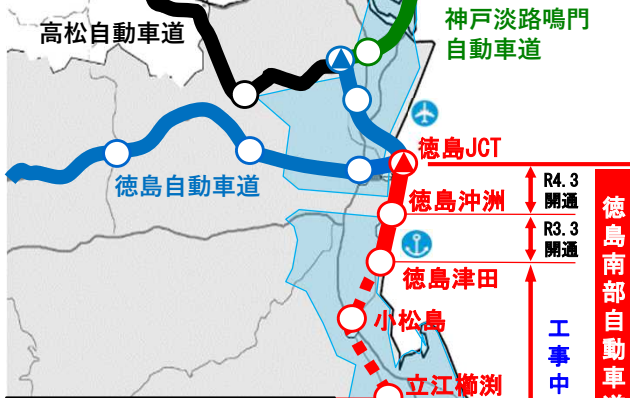 高松自動車道
神戸淡路鳴門
自動車道
徳島自動車道
徳島JCT
徳島沖洲
徳島津田
小松島
立江櫛渕
R4.3
開通
R3.3
開通
工事中
徳島南部自動車道